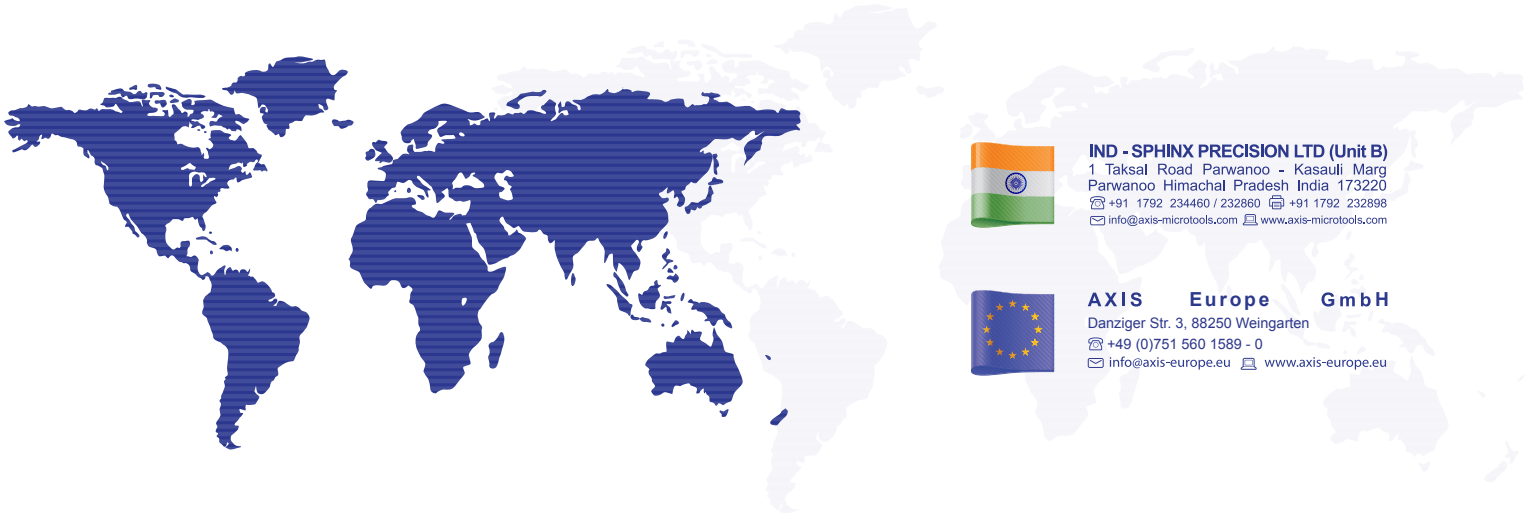 IND - SPHINX PRECISION LTD (Unit B)
1 Taksal Road Parwanoo - Kasauli Marg
Parwanoo Himachal Pradesh India 173220
+91 1792 234460 / 232860 +91 1792 232898
info@axis-microtools.com www.axis-microtools.com
AXIS Europe GmbH
Danziger Str. 3, 88250 Weingarten
+49 (0)751 560 1589 - 0
info@axis-europe.eu www.axis-europe.eu